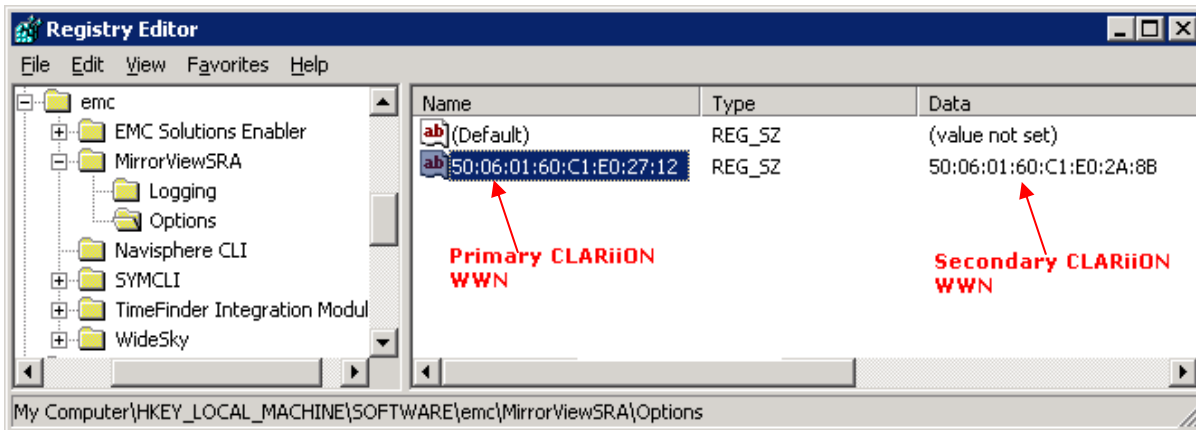 Registry Editor
File Edit View Favorites Help
emc
EMC Solutions Enabler
MirrorViewSRA
Logging
Options
Navisphere CLI
SYMCLI
TimeFinder Integration Modul
WideSky
Name Type Data
ab (Default) REG_SZ (value not set)
ab 50:06:01:60:C1:E0:27:12 REG_SZ 50:06:01:60:C1:E0:2A:8B
Primary CLARiiON
WWN
Secondary CLARiiON
WWN
My Computer\HKEY_LOCAL_MACHINE\SOFTWARE\emc\MirrorViewSRA\Options